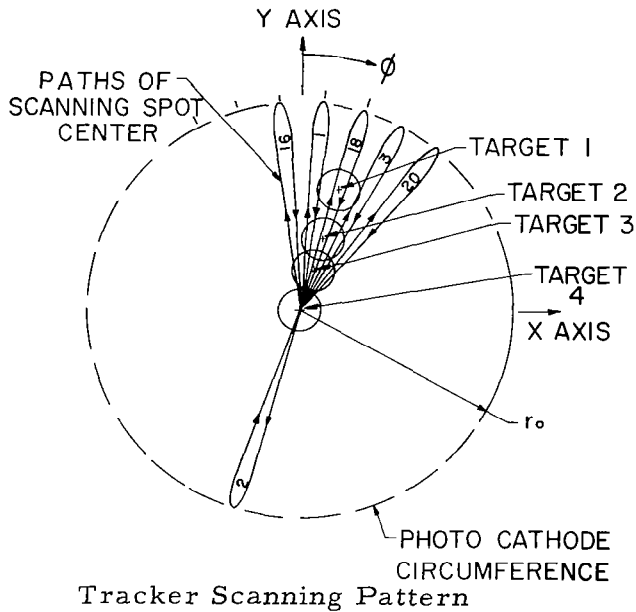 Y AXIS
ϕ
PATHS OF
SCANNING SPOT
CENTER
16
1
18
3
20
TARGET 1
TARGET 2
TARGET 3
TARGET
4
X AXIS
r₀
2
PHOTO CATHODE
CIRCUMFERENCE
Tracker Scanning Pattern